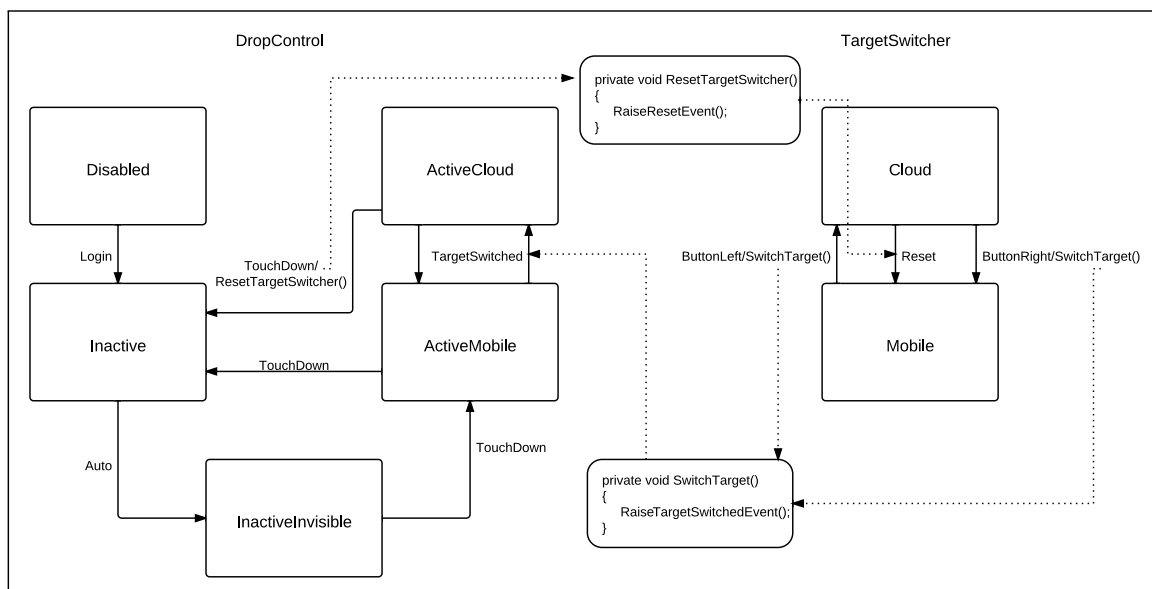 DropControl
TargetSwitcher
private void ResetTargetSwitcher()
{
RaiseResetEvent();
}
Disabled
ActiveCloud
Cloud
Login
TouchDown/
ResetTargetSwitcher()
TargetSwitched
ButtonLeft/SwitchTarget()
Reset
ButtonRight/SwitchTarget()
Inactive
ActiveMobile
Mobile
TouchDown
Auto
TouchDown
private void SwitchTarget()
{
RaiseTargetSwitchedEvent();
}
InactiveInvisible